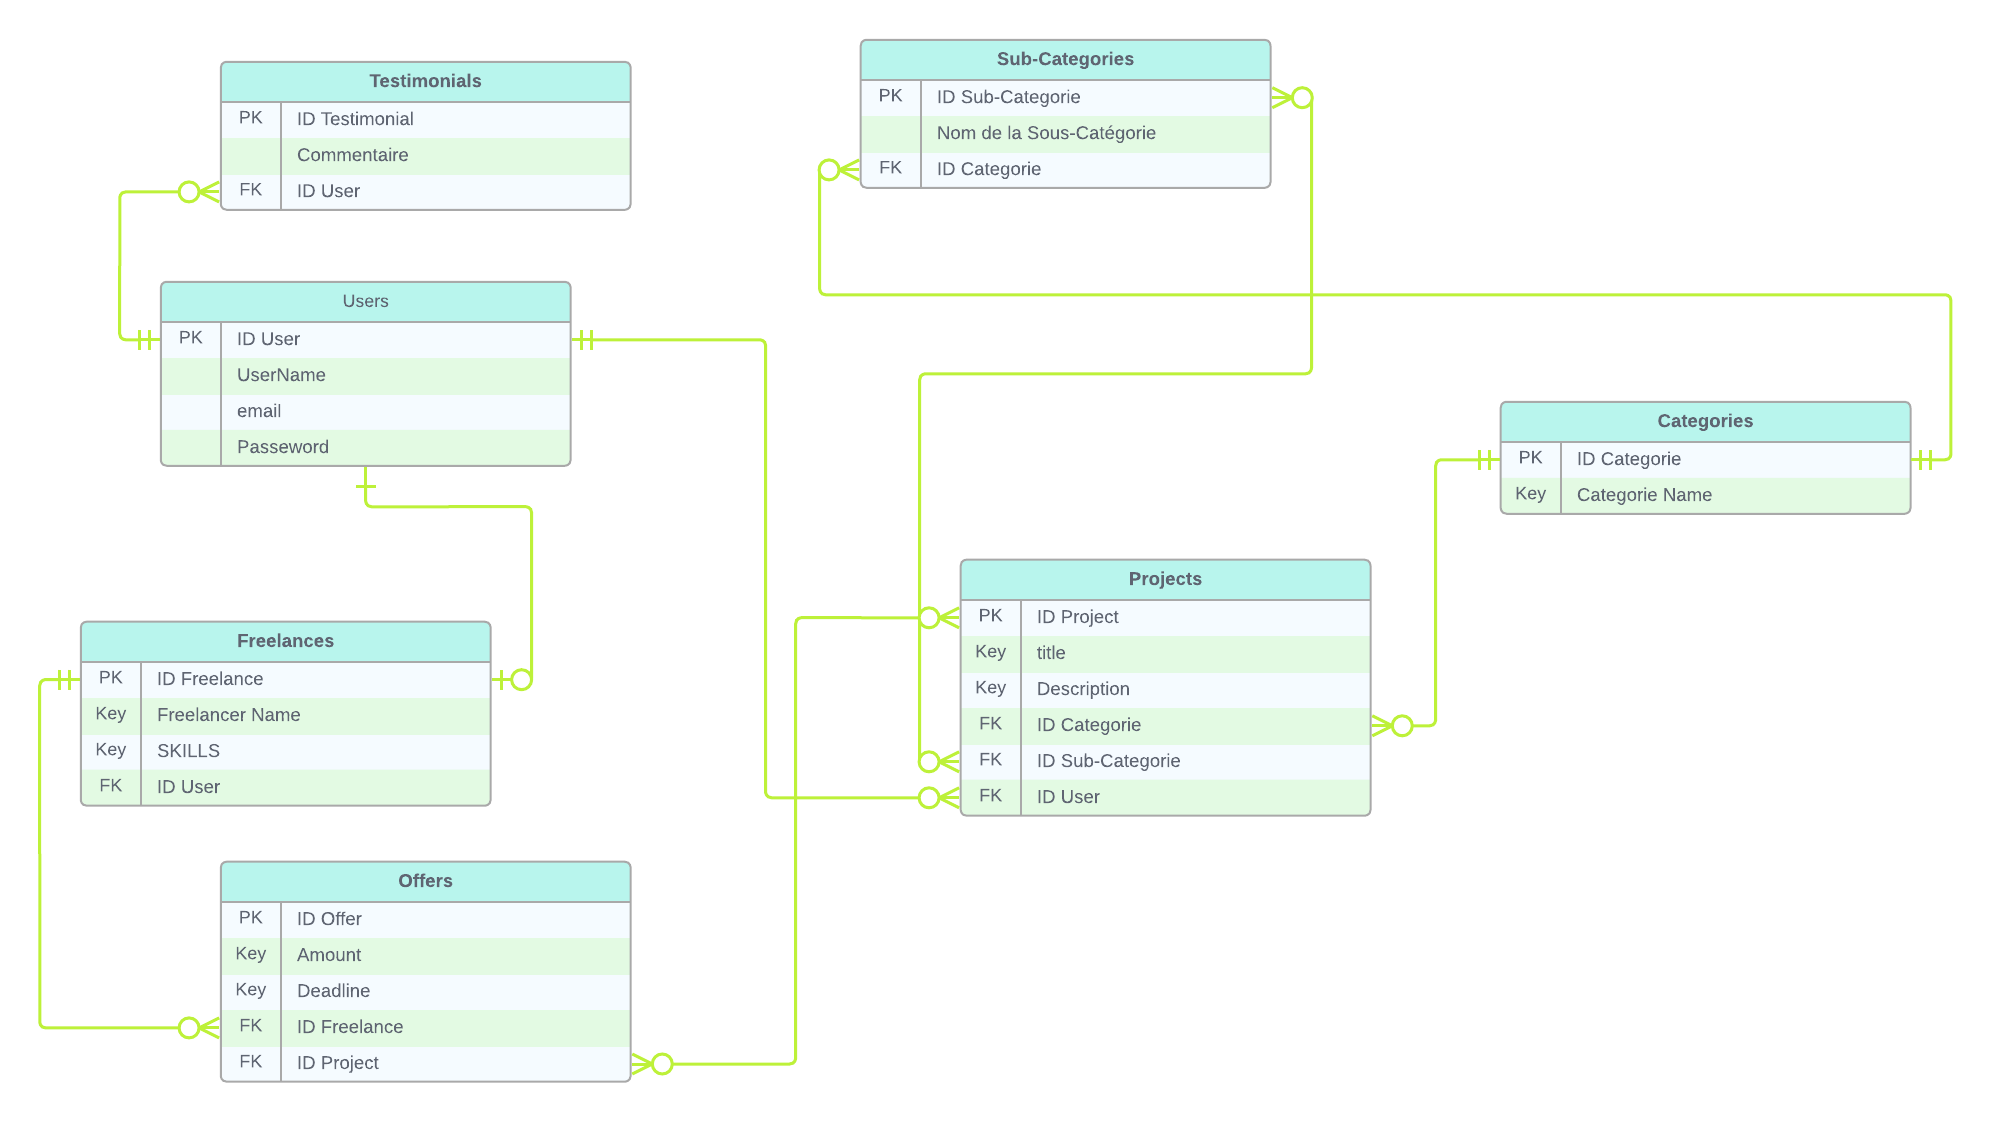 Testimonials
PK ID Testimonial
Commentaire
FK ID User
Sub-Categories
PK ID Sub-Categorie
Nom de la Sous-Catégorie
FK ID Categorie
Users
PK ID User
UserName
email
Passeword
Categories
PK ID Categorie
Key Categorie Name
Projects
PK ID Project
Key title
Key Description
FK ID Categorie
FK ID Sub-Categorie
FK ID User
Freelances
PK ID Freelance
Key Freelancer Name
Key SKILLS
FK ID User
Offers
PK ID Offer
Key Amount
Key Deadline
FK ID Freelance
FK ID Project